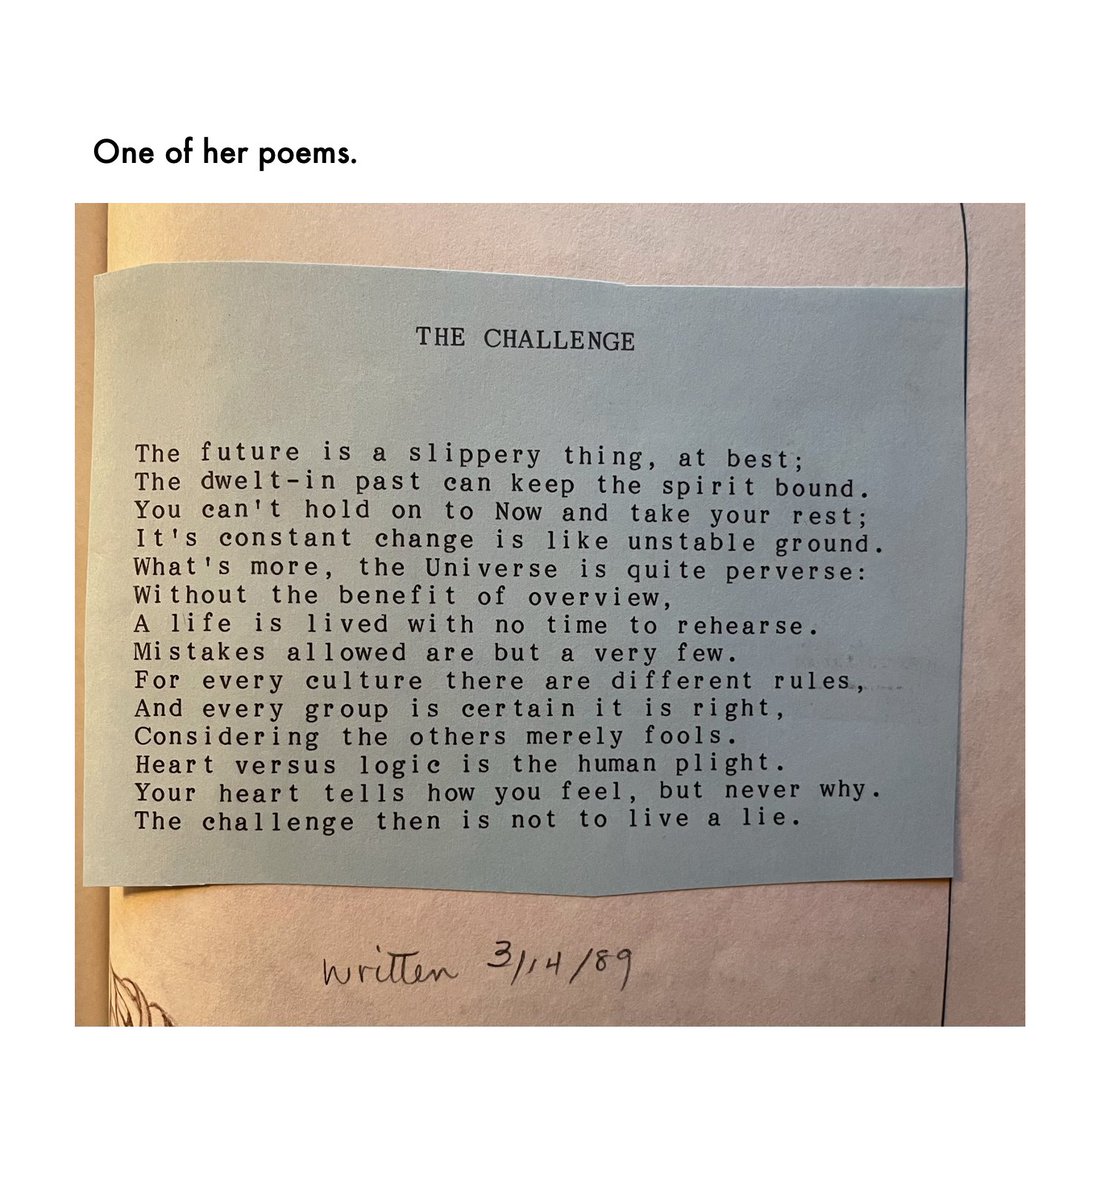 One of her poems.
THE CHALLENGE
The future is a slippery thing, at best;
The dwelt-in past can keep the spirit bound.
You can't hold on to Now and take your rest;
It's constant change is like unstable ground.
What's more, the Universe is quite perverse:
Without the benefit of overview,
A life is lived with no time to rehearse.
Mistakes allowed are but a very few.
For every culture there are different rules,
And every group is certain it is right,
Considering the others merely fools.
Heart versus logic is the human plight.
Your heart tells how you feel, but never why.
The challenge then is not to live a lie.
written 3/14/89